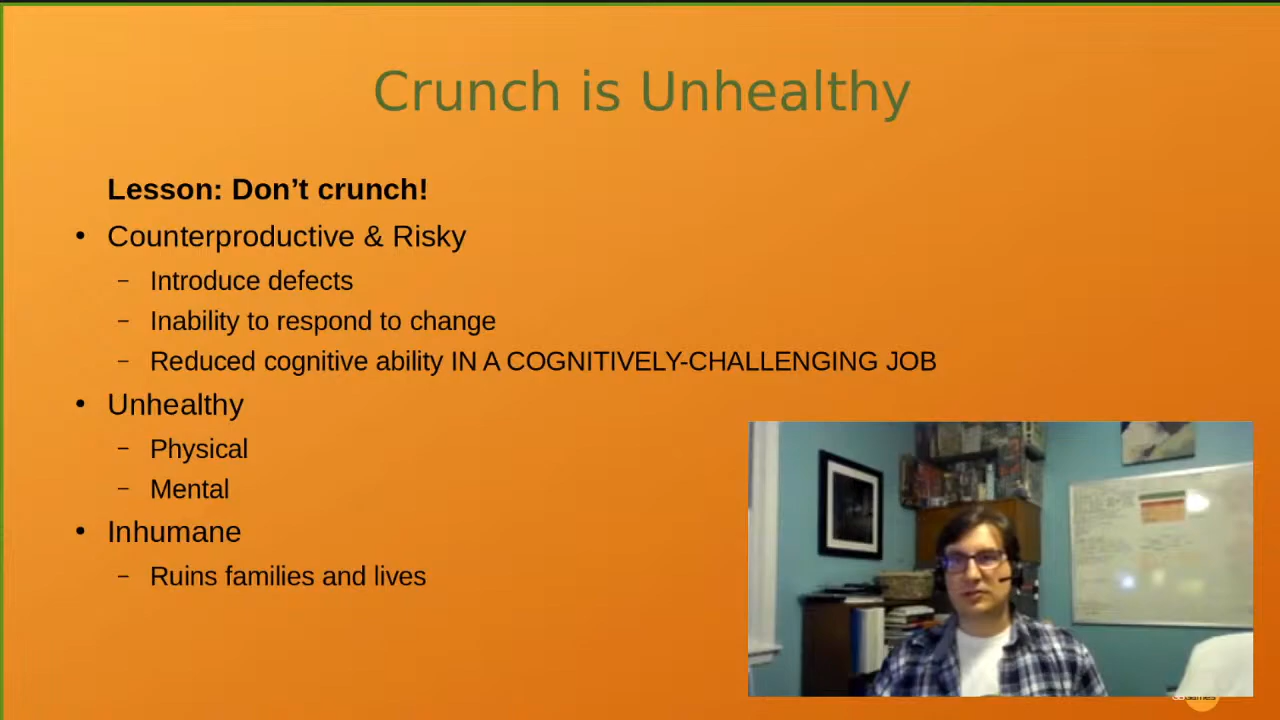 Crunch is Unhealthy
Lesson: Don’t crunch!
• Counterproductive & Risky
– Introduce defects
– Inability to respond to change
– Reduced cognitive ability IN A COGNITIVELY-CHALLENGING JOB
• Unhealthy
– Physical
– Mental
• Inhumane
– Ruins families and lives